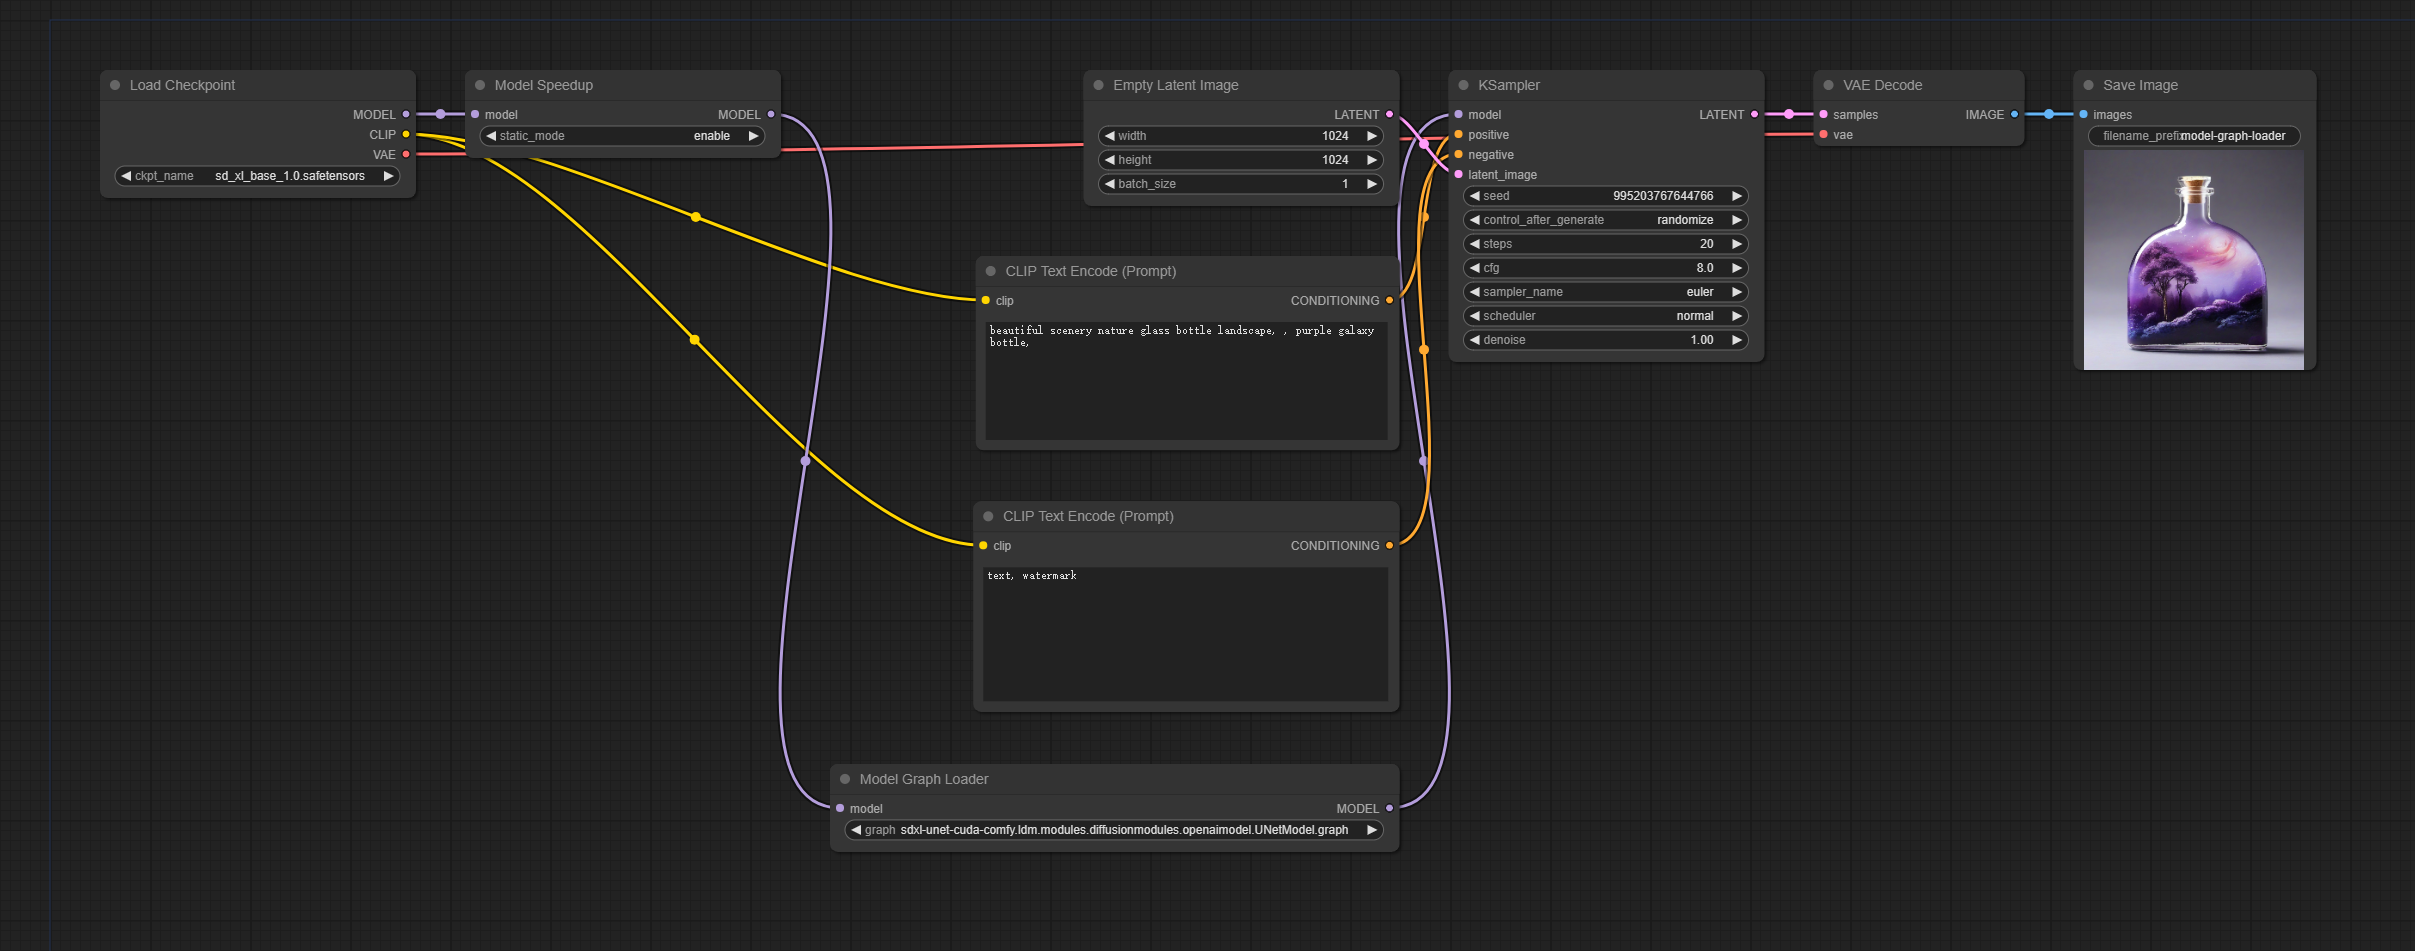 Load Checkpoint
MODEL
CLIP
VAE
ckpt_name sd_xl_base_1.0.safetensors
Model Speedup
model MODEL
static_mode enable
Empty Latent Image
LATENT
width 1024
height 1024
batch_size 1
CLIP Text Encode (Prompt)
clip CONDITIONING
beautiful scenery nature glass bottle landscape, , purple galaxy
bottle,
CLIP Text Encode (Prompt)
clip CONDITIONING
text, watermark
Model Graph Loader
model MODEL
graph sdxl-unet-cuda-comfy.ldm.modules.diffusionmodules.openaimodel.UNetModel.graph
KSampler
model LATENT
positive
negative
latent_image
seed 995203767644766
control_after_generate randomize
steps 20
cfg 8.0
sampler_name euler
scheduler normal
denoise 1.00
VAE Decode
samples IMAGE
vae
Save Image
images
filename_prefi model-graph-loader